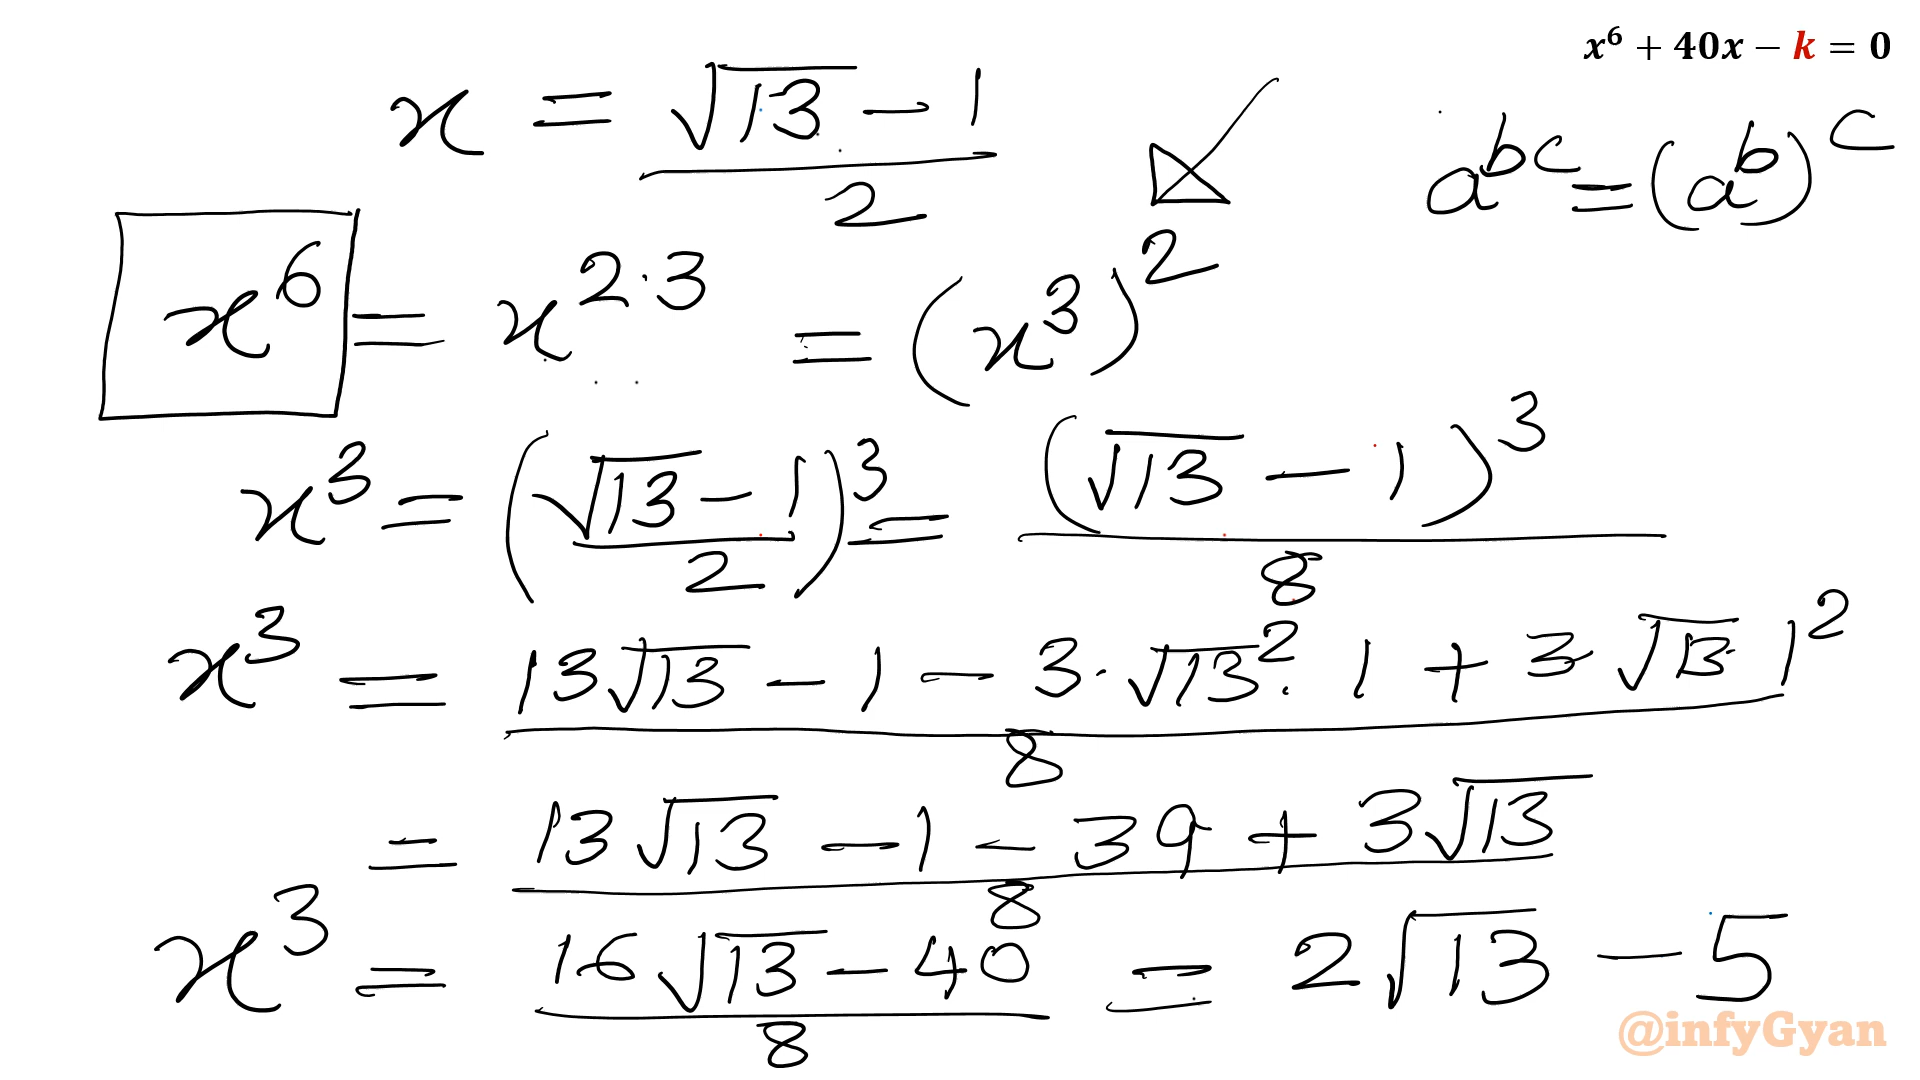 x⁶ + 40x − k = 0
x = (√13 − 1)/2
a^{bc} = (a^b)^c
x⁶ = x^{2·3} = (x³)²
x³ = ((√13 − 1)/2)³ = (√13 − 1)³/8
x³ = (13√13 − 1 − 3·√13²·1 + 3√13 1²)/8
= (13√13 − 1 − 39 + 3√13)/8
x³ = (16√13 − 40)/8 = 2√13 − 5
@infyGyan